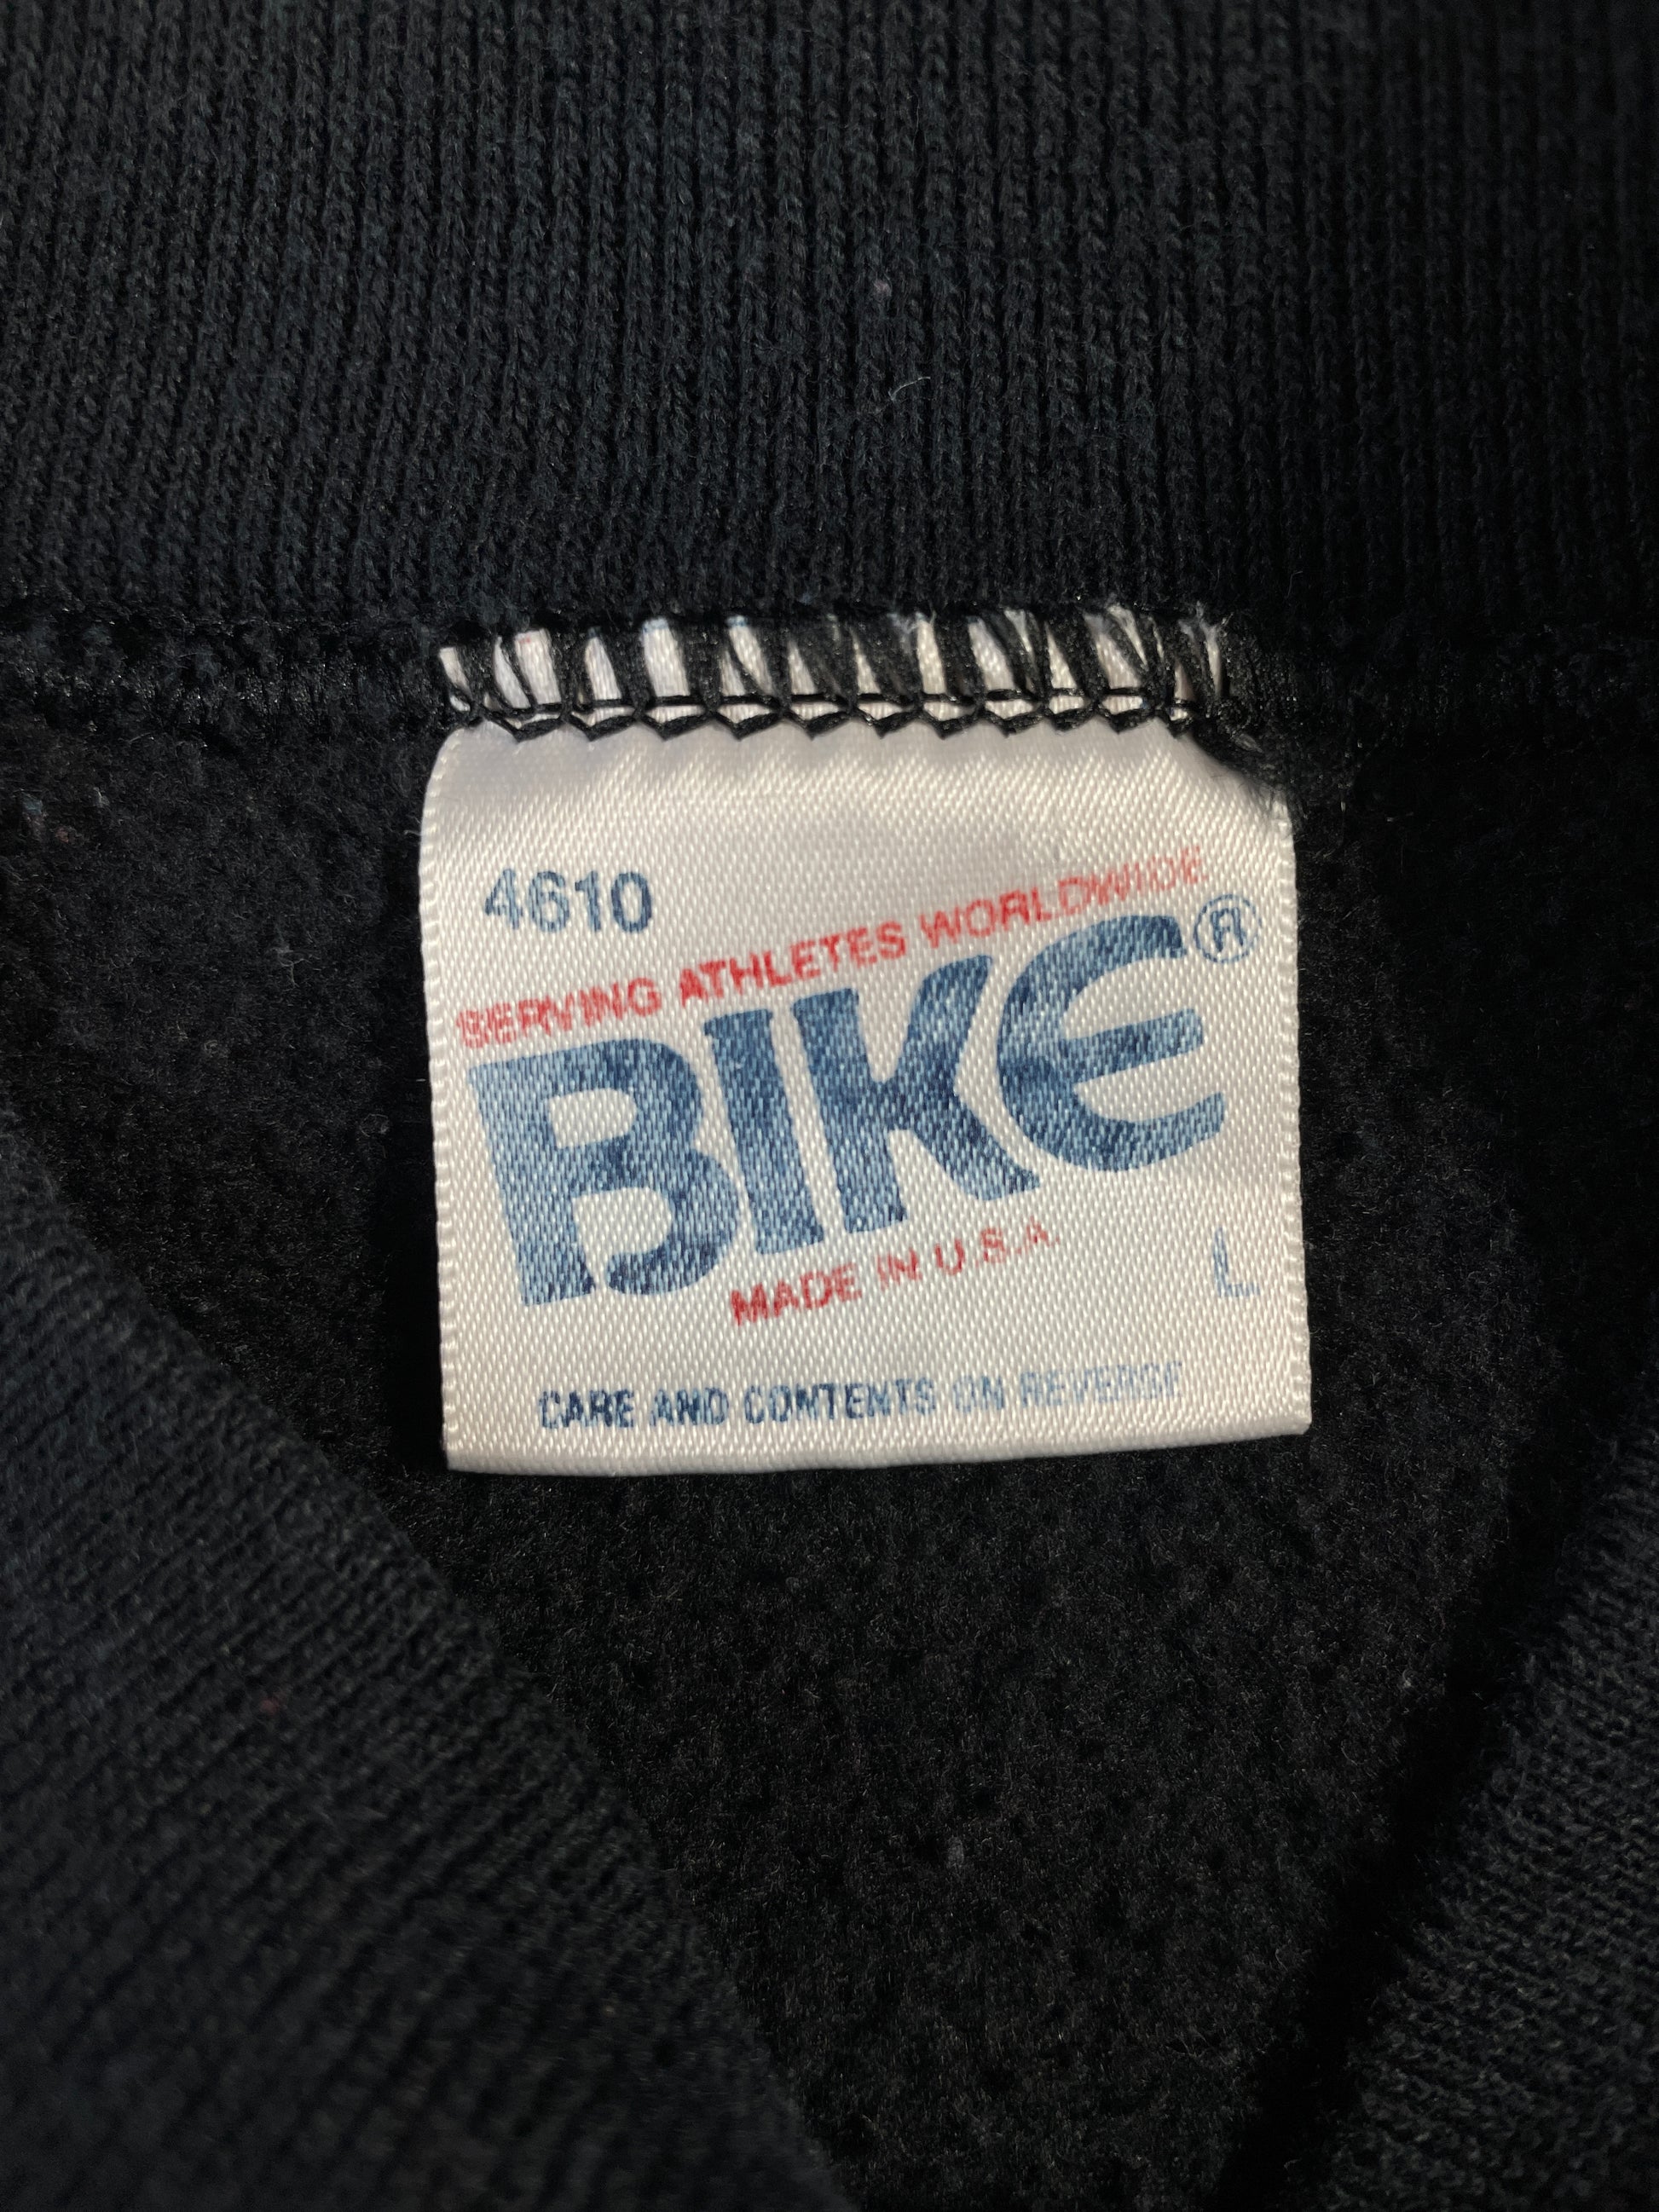 4610
SERVING ATHLETES WORLDWIDE
BIKE®
MADE IN U.S.A.
L
CARE AND CONTENTS ON REVERSE